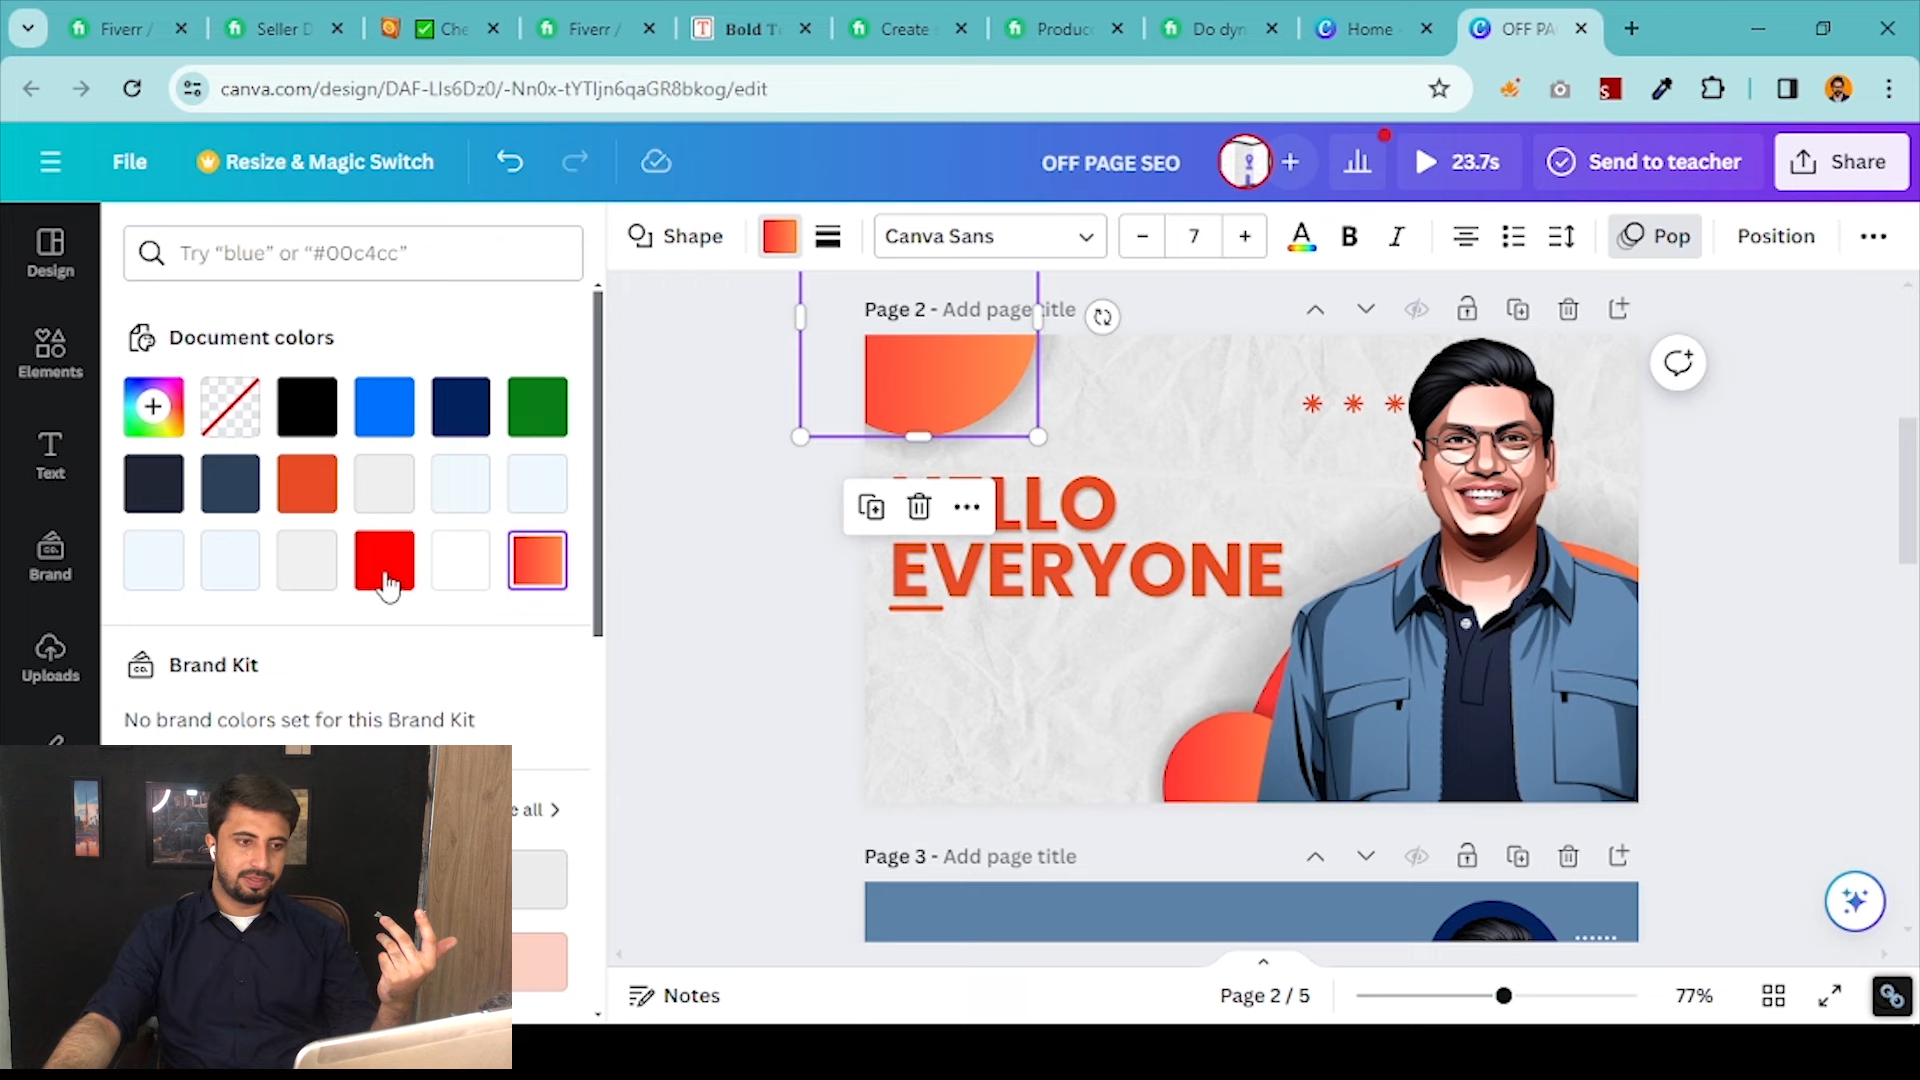 Fiverr /
Seller D
Che
Fiverr /
Bold T
Create
Produc
Do dyn
Home
OFF PA
canva.com/design/DAF-LIs6Dz0/-Nn0x-tYTIjn6qaGR8bkog/edit
File
Resize & Magic Switch
OFF PAGE SEO
23.7s
Send to teacher
Share
Design
Elements
Text
Brand
Uploads
Try “blue” or “#00c4cc”
Document colors
Brand Kit
No brand colors set for this Brand Kit
all
Shape
Canva Sans
7
Pop
Position
Page 2 - Add page title
LLO
EVERYONE
Page 3 - Add page title
Notes
Page 2 / 5
77%